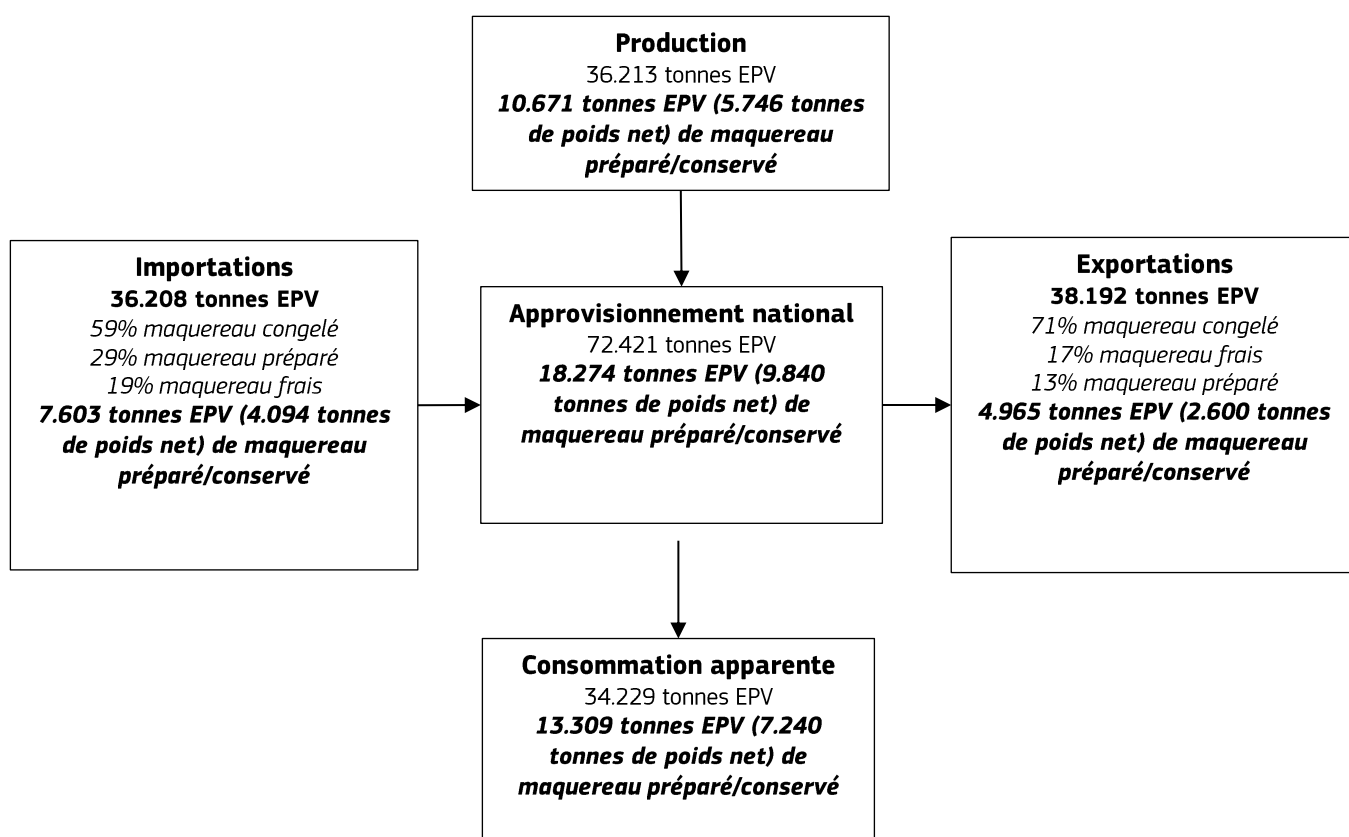 Production
36.213 tonnes EPV
10.671 tonnes EPV (5.746 tonnes
de poids net) de maquereau
préparé/conservé
Importations
36.208 tonnes EPV
59% maquereau congelé
29% maquereau préparé
19% maquereau frais
7.603 tonnes EPV (4.094 tonnes
de poids net) de maquereau
préparé/conservé
Approvisionnement national
72.421 tonnes EPV
18.274 tonnes EPV (9.840
tonnes de poids net) de
maquereau préparé/conservé
Exportations
38.192 tonnes EPV
71% maquereau congelé
17% maquereau frais
13% maquereau préparé
4.965 tonnes EPV (2.600 tonnes
de poids net) de maquereau
préparé/conservé
Consommation apparente
34.229 tonnes EPV
13.309 tonnes EPV (7.240
tonnes de poids net) de
maquereau préparé/conservé